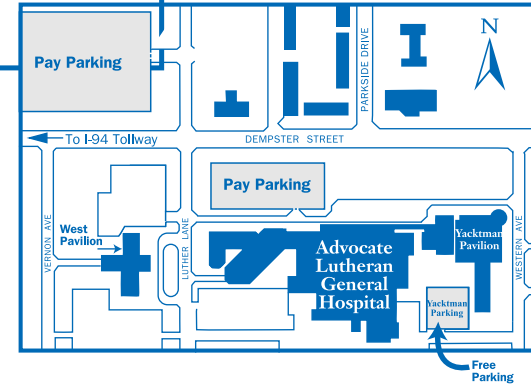 Pay Parking
PARKSIDE DRIVE
N
To I-94 Tollway
DEMPSTER STREET
Pay Parking
VERNON AVE
West
Pavilion
LUTHER LANE
Advocate
Lutheran
General
Hospital
Yacktman
Pavilion
WESTERN AVE
Yacktman
Parking
Free
Parking